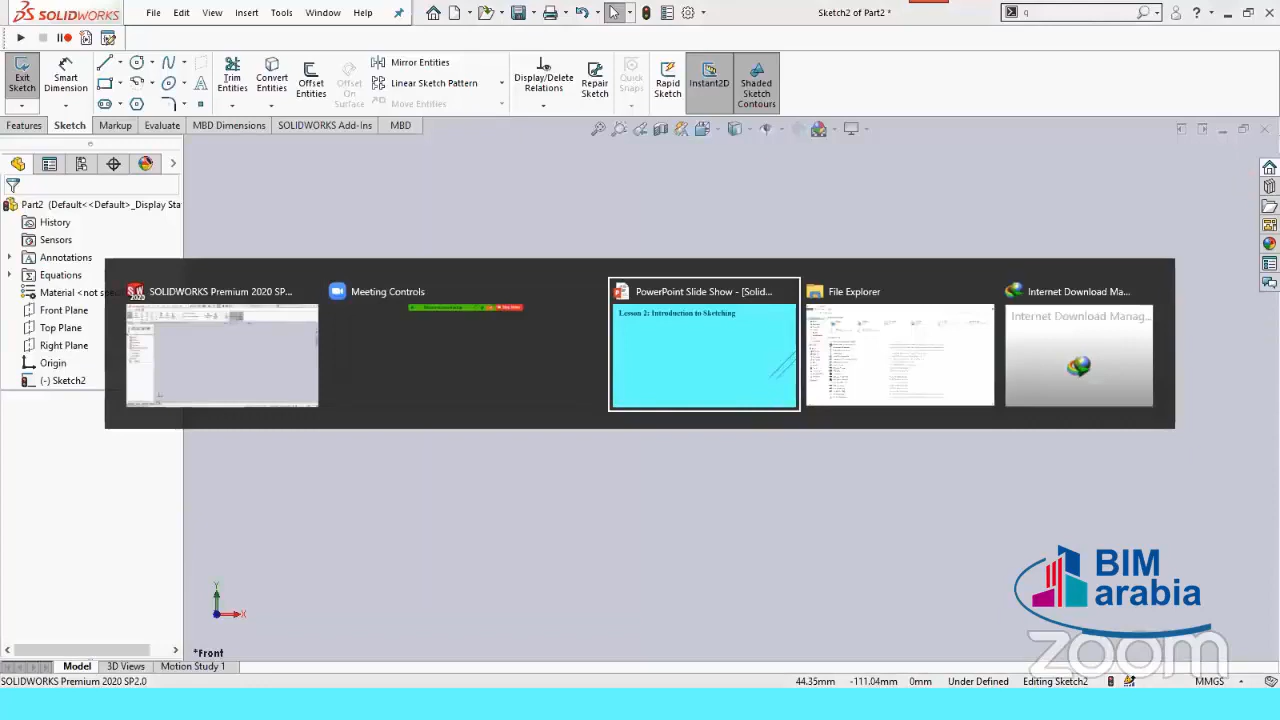 SOLIDWORKS
File Edit View Insert Tools Window Help
Sketch2 of Part2 *
q
Exit Sketch
Smart Dimension
Trim Entities
Convert Entities
Offset Entities
Offset On Surface
Mirror Entities
Linear Sketch Pattern
Move Entities
Display/Delete Relations
Repair Sketch
Quick Snaps
Rapid Sketch
Instant2D
Shaded Sketch Contours
Features Sketch Markup Evaluate MBD Dimensions SOLIDWORKS Add-Ins MBD
Part2 (Default<<Default>_Display Sta
History
Sensors
Annotations
Equations
Material <not spe
Front Plane
Top Plane
Right Plane
Origin
(-) Sketch2
SOLIDWORKS Premium 2020 SP...
Meeting Controls
PowerPoint Slide Show - [Solid...
File Explorer
Internet Download Ma...
Lesson 2: Introduction to Sketching
Internet Download Manag...
Y
X
*Front
BIM
arabia
zoom
Model 3D Views Motion Study 1
SOLIDWORKS Premium 2020 SP2.0
44.35mm -111.04mm 0mm Under Defined Editing Sketch2 MMGS